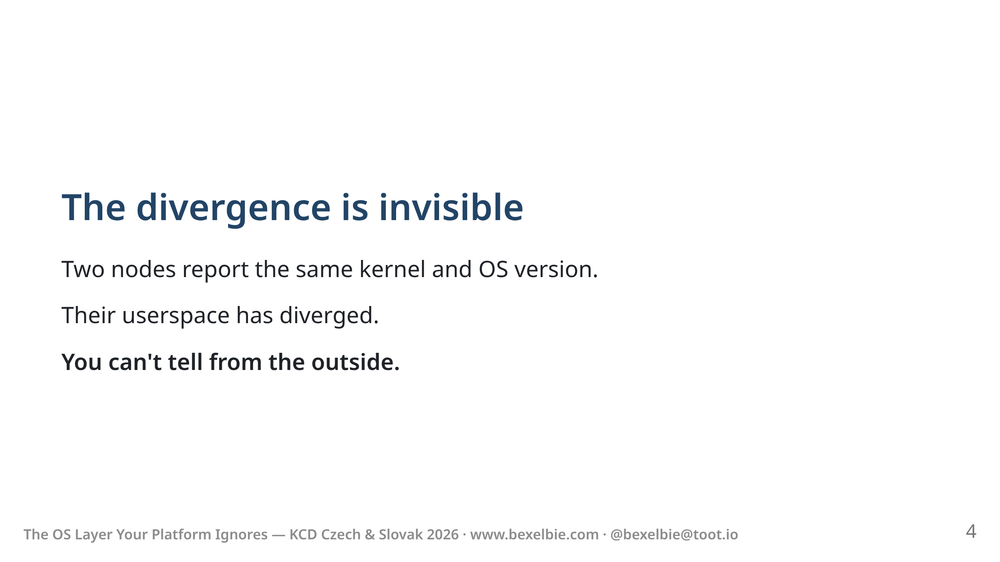 The divergence is invisible
Two nodes report the same kernel and OS version.
Their userspace has diverged.
You can't tell from the outside.
The OS Layer Your Platform Ignores — KCD Czech & Slovak 2026 · www.bexelbie.com · @bexelbie@toot.io
4